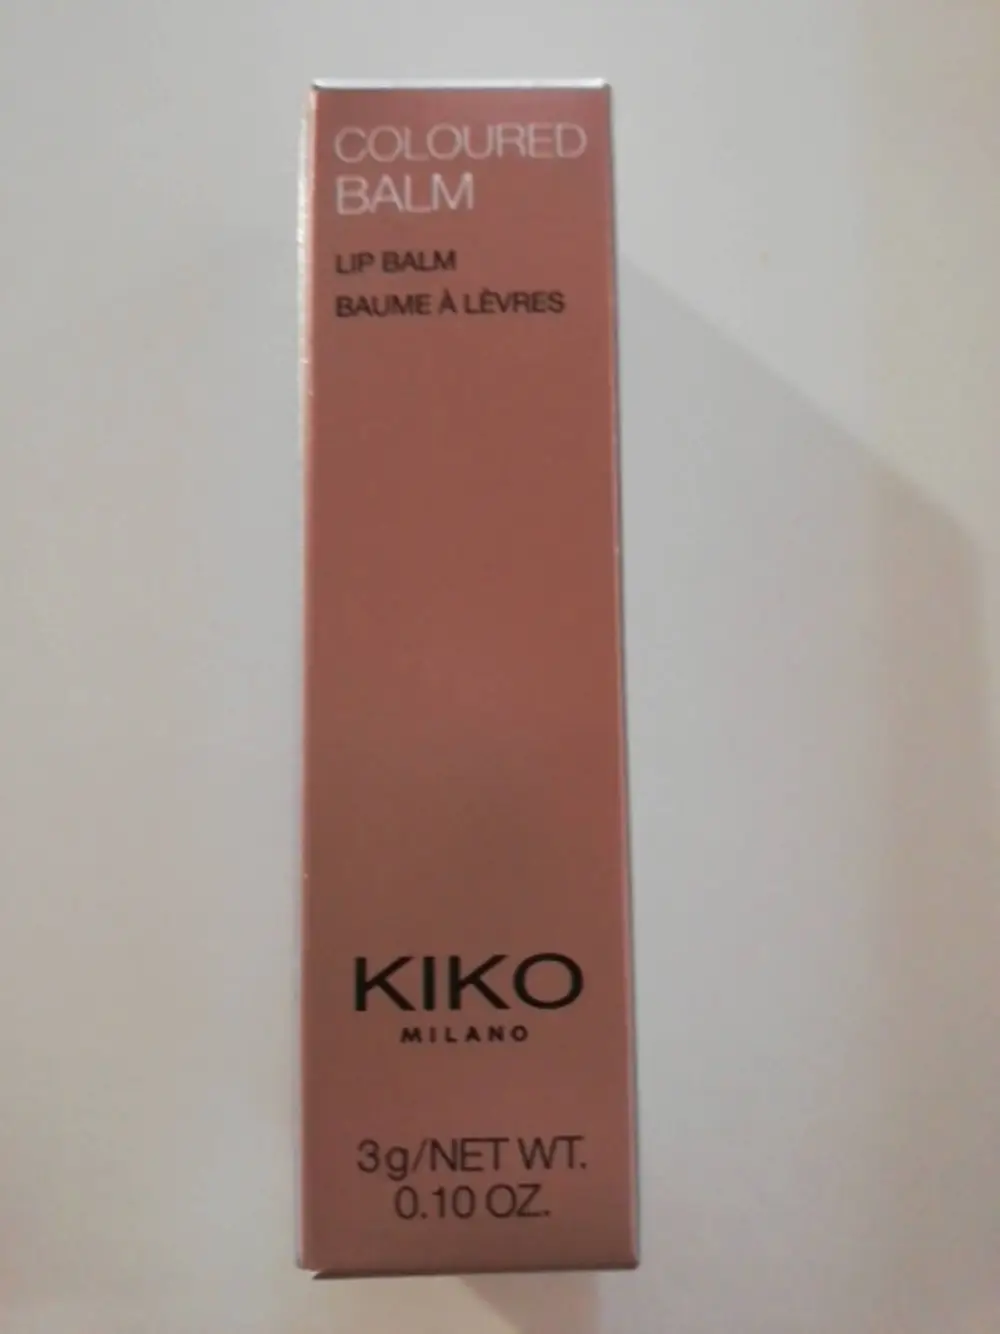 COLOURED
BALM
LIP BALM
BAUME À LÈVRES
KIKO
MILANO
3g/NET WT.
0.10 OZ.